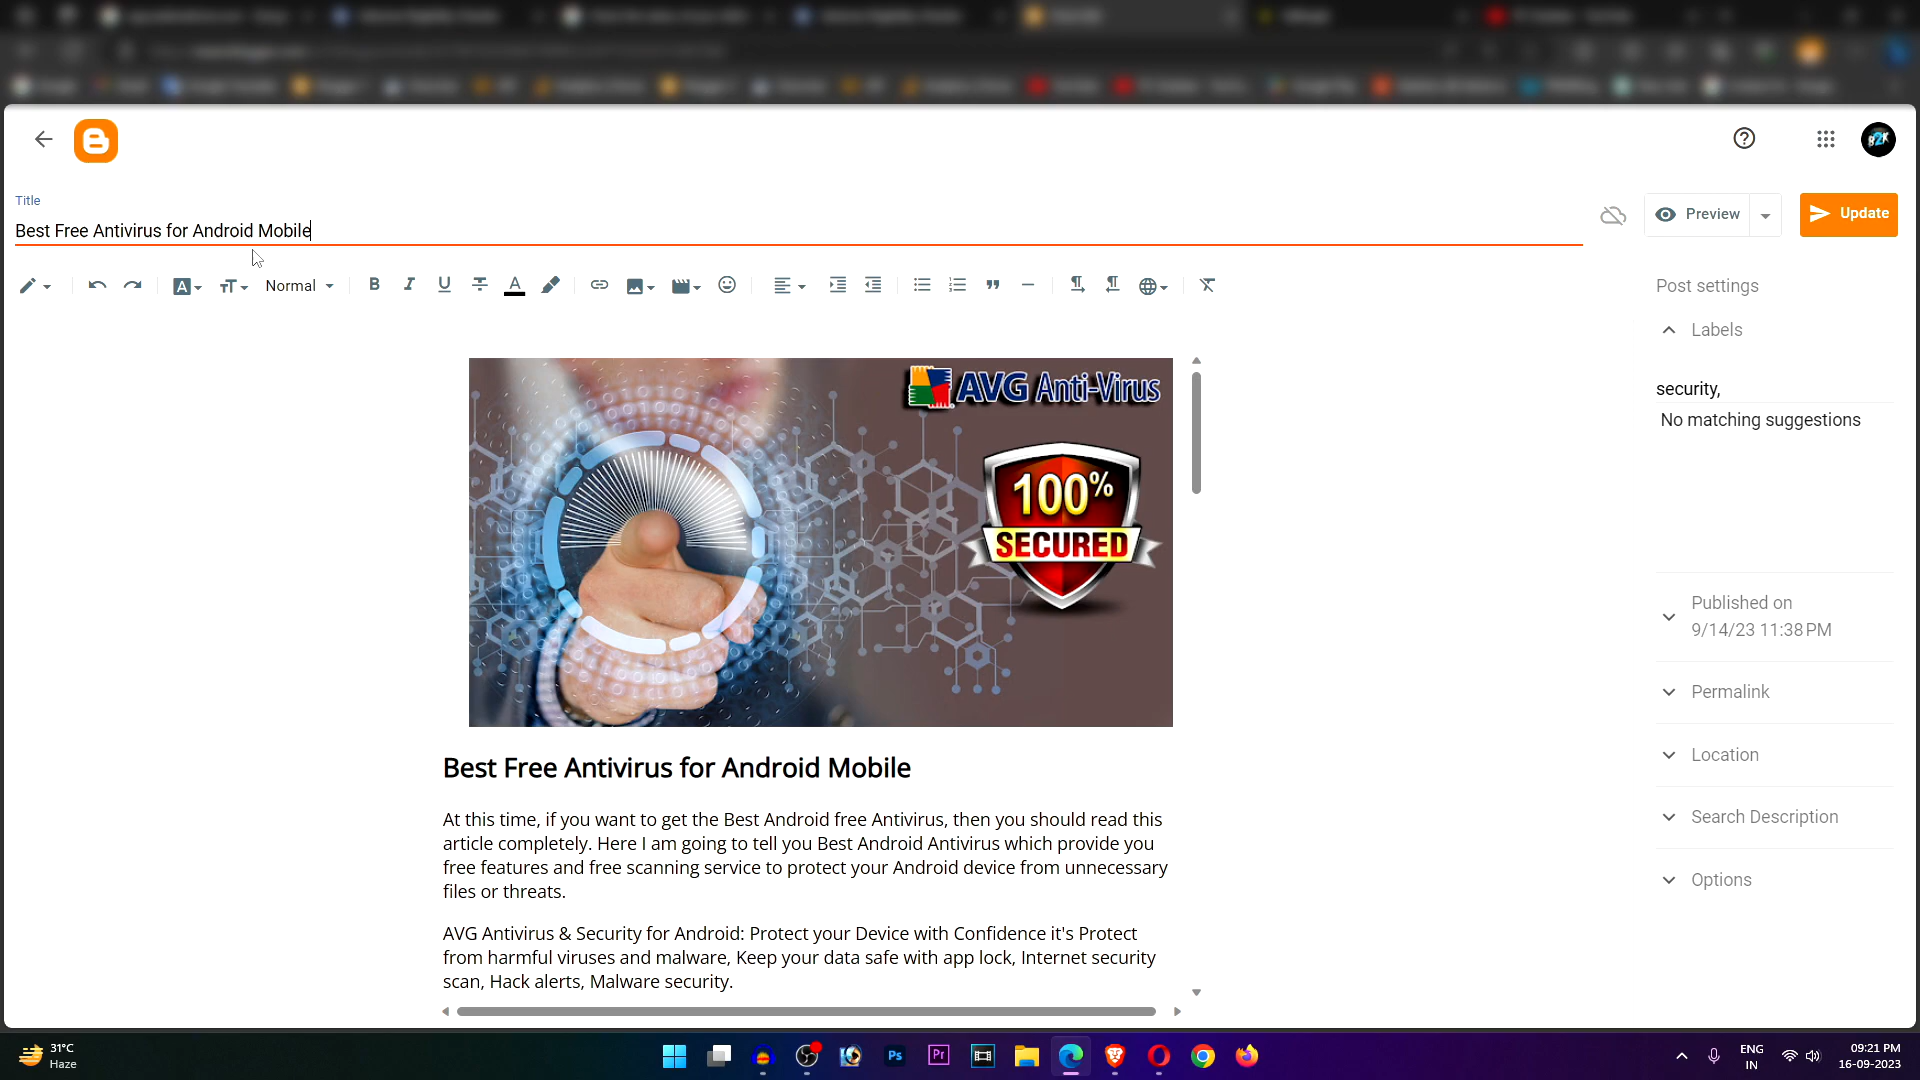 Title
Best Free Antivirus for Android Mobile
Preview
Update
Normal
Post settings
Labels
security,
No matching suggestions
AVG Anti-Virus
100%
SECURED
Published on
9/14/23 11:38 PM
Permalink
Location
Search Description
Options
Best Free Antivirus for Android Mobile
At this time, if you want to get the Best Android free Antivirus, then you should read this
article completely. Here I am going to tell you Best Android Antivirus which provide you
free features and free scanning service to protect your Android device from unnecessary
files or threats.
AVG Antivirus & Security for Android: Protect your Device with Confidence it's Protect
from harmful viruses and malware, Keep your data safe with app lock, Internet security
scan, Hack alerts, Malware security.
31°C
Haze
Ps
Pr
ENG
IN
09:21 PM
16-09-2023